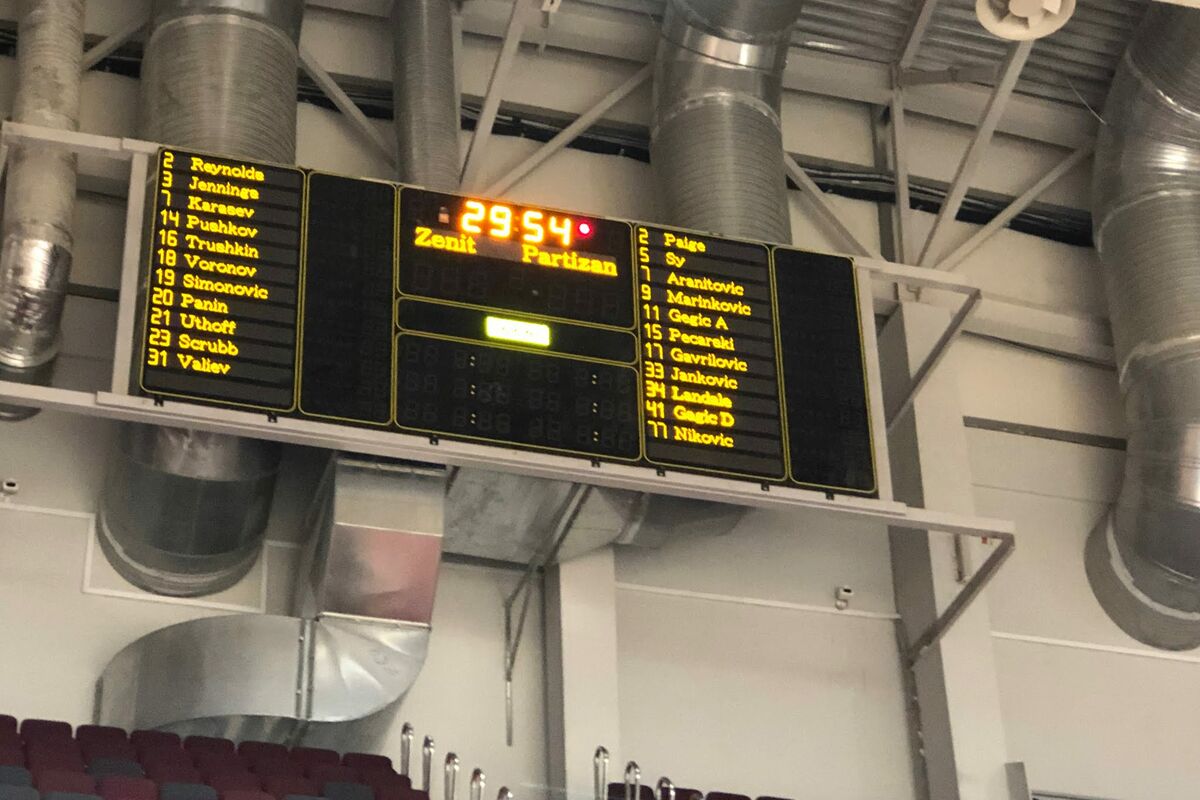 2 Reynolds
3 Jennings
7 Karasev
14 Pushkov
16 Trushkin
18 Voronov
19 Simonovic
20 Panin
21 Uthoff
23 Scrubb
31 Valiev
29:54
Zenit Partizan
2 Paige
5 Sy
7 Aranitovic
9 Marinkovic
11 Gegic A
15 Pecarski
17 Gavrilovic
33 Jankovic
34 Landale
41 Gagic D
77 Nikovic